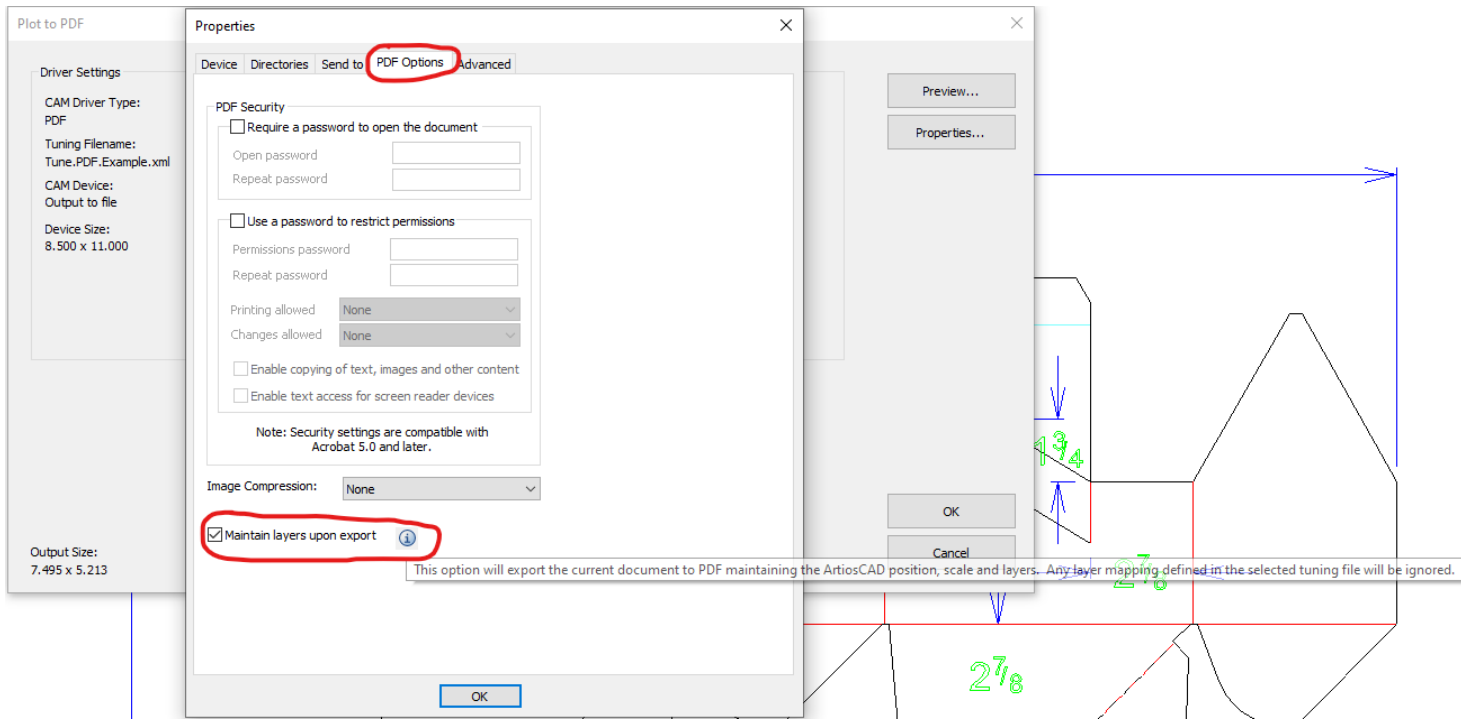 Plot to PDF
Driver Settings
CAM Driver Type:
PDF
Tuning Filename:
Tune.PDF.Example.xml
CAM Device:
Output to file
Device Size:
8.500 x 11.000
Output Size:
7.495 x 5.213
Properties
Device Directories Send to PDF Options Advanced
PDF Security
Require a password to open the document
Open password
Repeat password
Use a password to restrict permissions
Permissions password
Repeat password
Printing allowed None
Changes allowed None
Enable copying of text, images and other content
Enable text access for screen reader devices
Note: Security settings are compatible with
Acrobat 5.0 and later.
Image Compression: None
Maintain layers upon export
This option will export the current document to PDF maintaining the ArtiosCAD position, scale and layers. Any layer mapping defined in the selected tuning file will be ignored.
OK
Preview...
Properties...
OK
Cancel
1 3/4
2 7/8
2 7/8